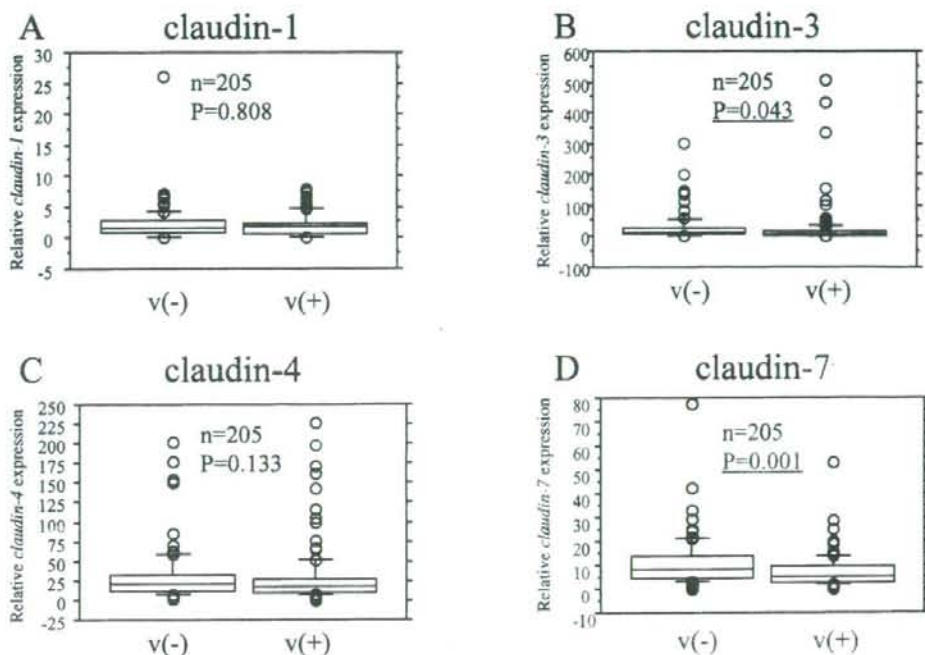 A
claudin-1
Relative claudin-1 expression
30
25
20
15
10
5
0
-5
n=205
P=0.808
v(-)
v(+)
B
claudin-3
Relative claudin-3 expression
600
500
400
300
200
100
0
-100
n=205
P=0.043
v(-)
v(+)
C
claudin-4
Relative claudin-4 expression
250
225
200
175
150
125
100
75
50
25
0
-25
n=205
P=0.133
v(-)
v(+)
D
claudin-7
Relative claudin-7 expression
80
70
60
50
40
30
20
10
0
-10
n=205
P=0.001
v(-)
v(+)